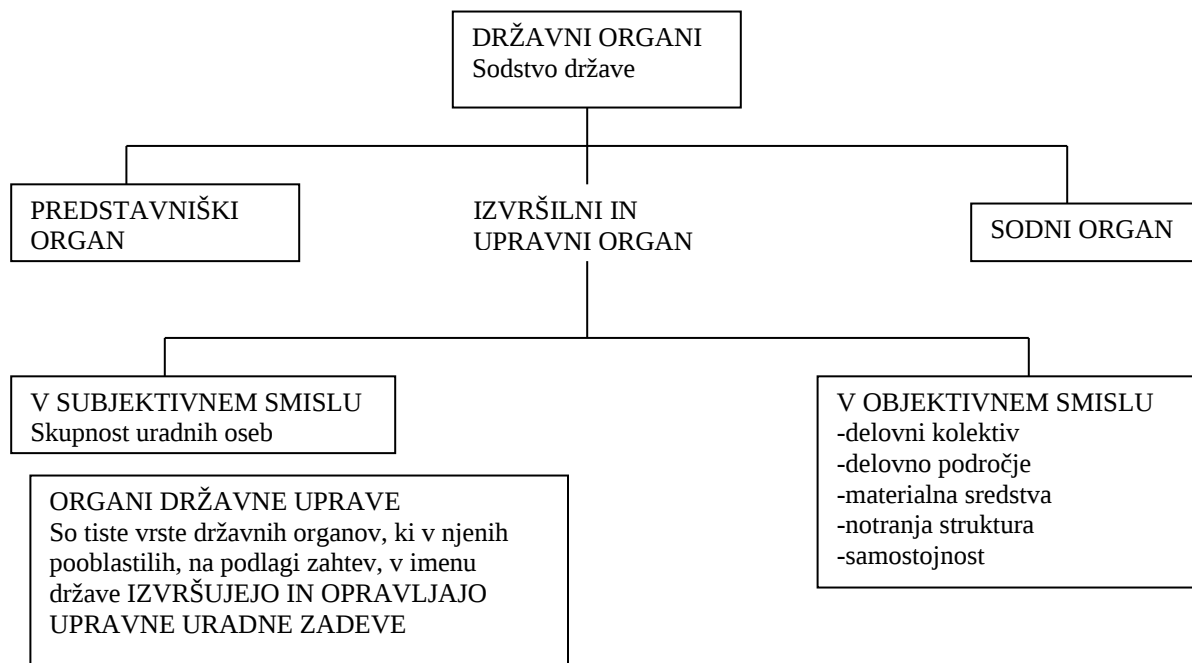 DRŽAVNI ORGANI
Sodstvo države
PREDSTAVNIŠKI
ORGAN
IZVRŠILNI IN
UPRAVNI ORGAN
SODNI ORGAN
V SUBJEKTIVNEM SMISLU
Skupnost uradnih oseb
V OBJEKTIVNEM SMISLU
-delovni kolektiv
-delovno področje
-materialna sredstva
-notranja struktura
-samostojnost
ORGANI DRŽAVNE UPRAVE
So tiste vrste državnih organov, ki v njenih
pooblastilih, na podlagi zahtev, v imenu
države IZVRŠUJEJO IN OPRAVLJAJO
UPRAVNE URADNE ZADEVE